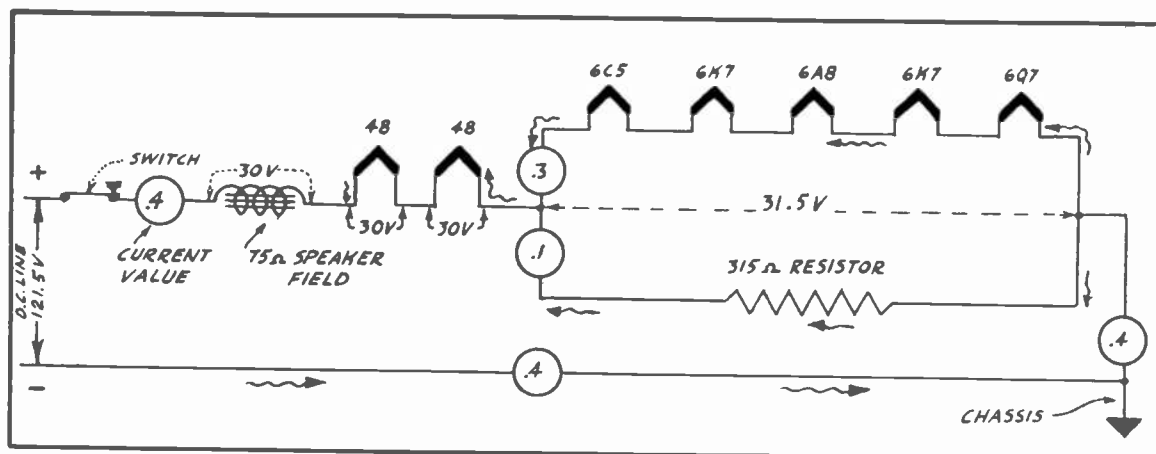 6C5
6K7
6A8
6K7
6Q7
48
48
SWITCH
30V
+
.4
.3
30V
30V
31.5V
.1
CURRENT
VALUE
75Ω SPEAKER
FIELD
315Ω RESISTOR
D.C. LINE
121.5V
.4
.4
-
CHASSIS